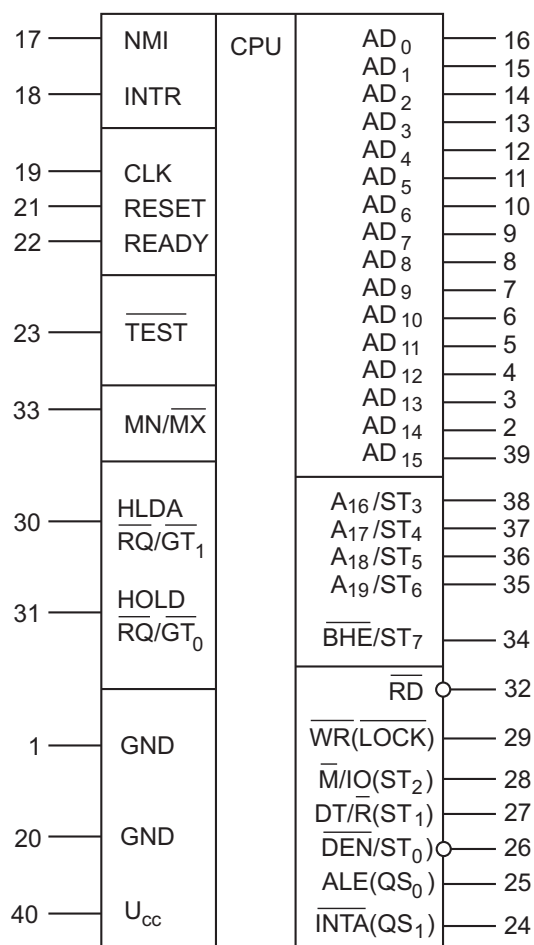 17 NMI CPU AD0 16
AD1 15
18 INTR AD2 14
AD3 13
AD4 12
19 CLK AD5 11
21 RESET AD6 10
22 READY AD7 9
AD8 8
AD9 7
23 TEST AD10 6
AD11 5
AD12 4
33 MN/MX AD13 3
AD14 2
AD15 39
30 HLDA A16/ST3 38
RQ/GT1 A17/ST4 37
A18/ST5 36
31 HOLD A19/ST6 35
RQ/GT0 BHE/ST7 34
RD 32
1 GND WR(LOCK) 29
M/IO(ST2) 28
DT/R(ST1) 27
20 GND DEN/ST0) 26
ALE(QS0) 25
40 Ucc INTA(QS1) 24